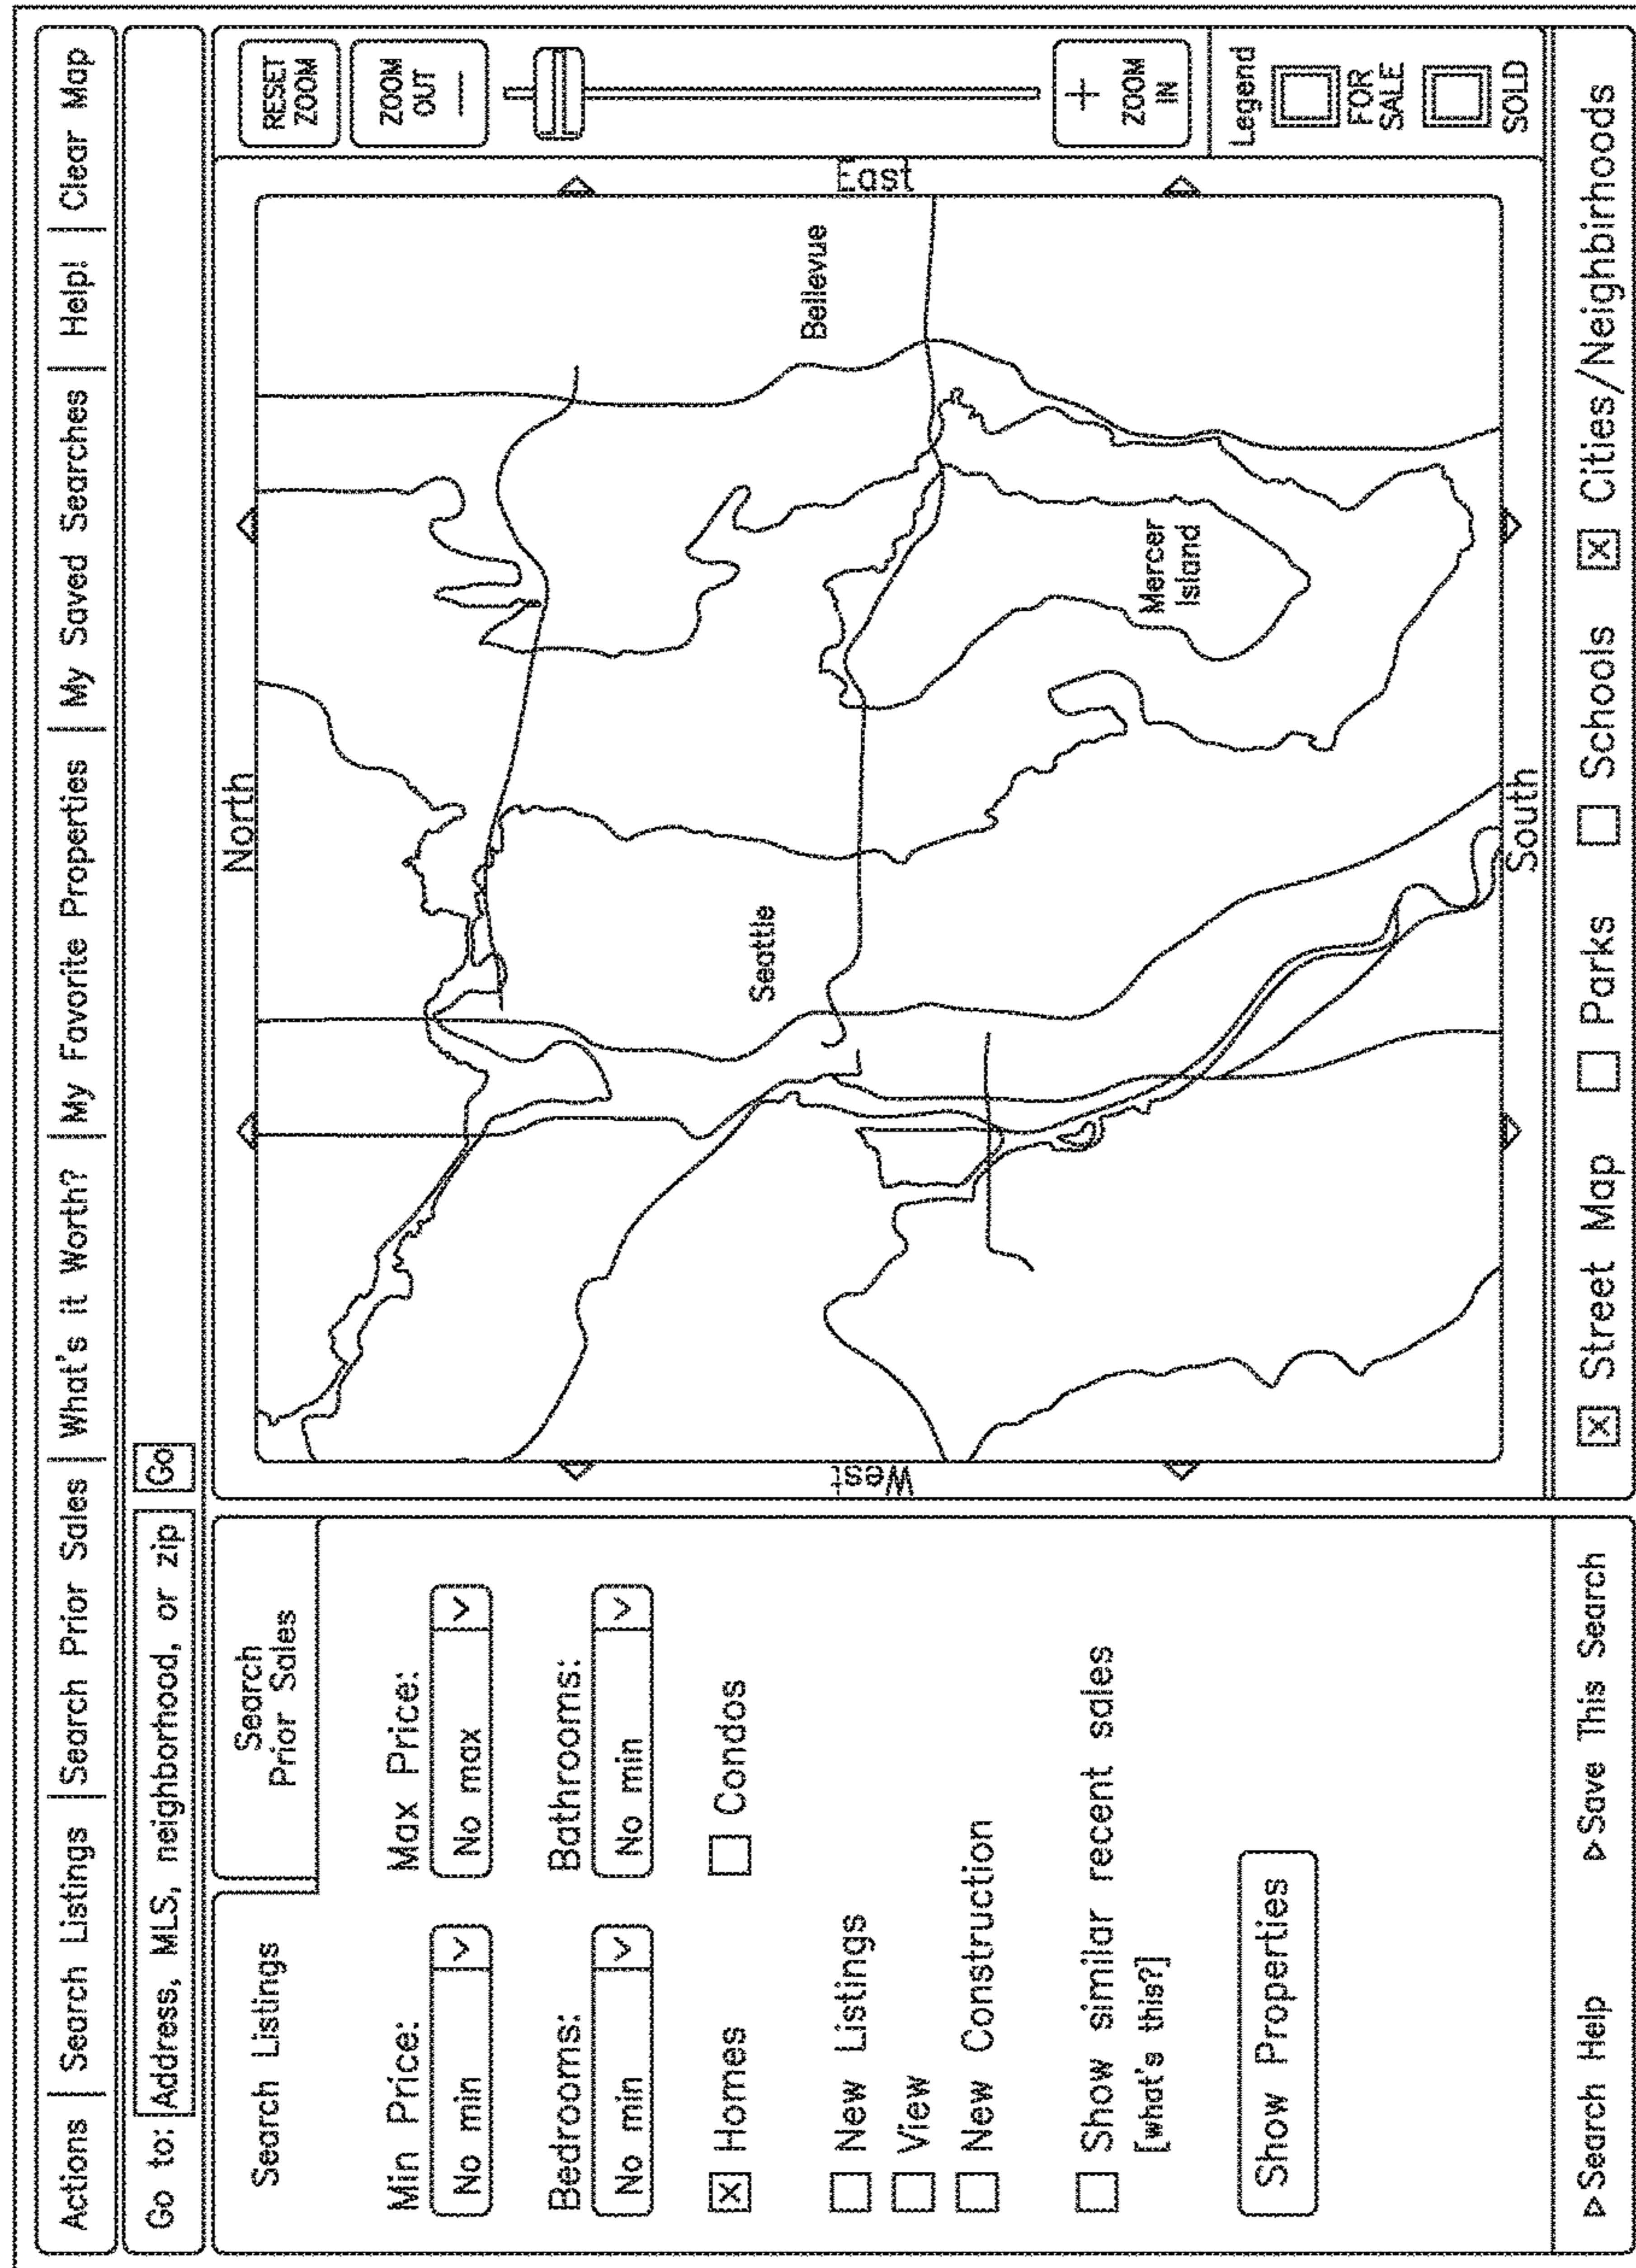 Actions | Search Listings | Search Prior Sales | What's it Worth? | My Favorite Properties | My Saved Searches | Help! | Clear Map
Go to: Address, MLS, neighborhood, or zip Go
Search Listings
Search
Prior Sales
Min Price:
Max Price:
No min
No max
Bedrooms:
Bathrooms:
No min
No min
Homes
Condos
New Listings
View
New Construction
Show similar recent sales
[what's this?]
Show Properties
Search Help
Save This Search
North
West
East
South
Seattle
Bellevue
Mercer
Island
RESET
ZOOM
ZOOM
OUT
—
+
ZOOM
IN
Legend
FOR
SALE
SOLD
Street Map
Parks
Schools
Cities/Neighbirhoods